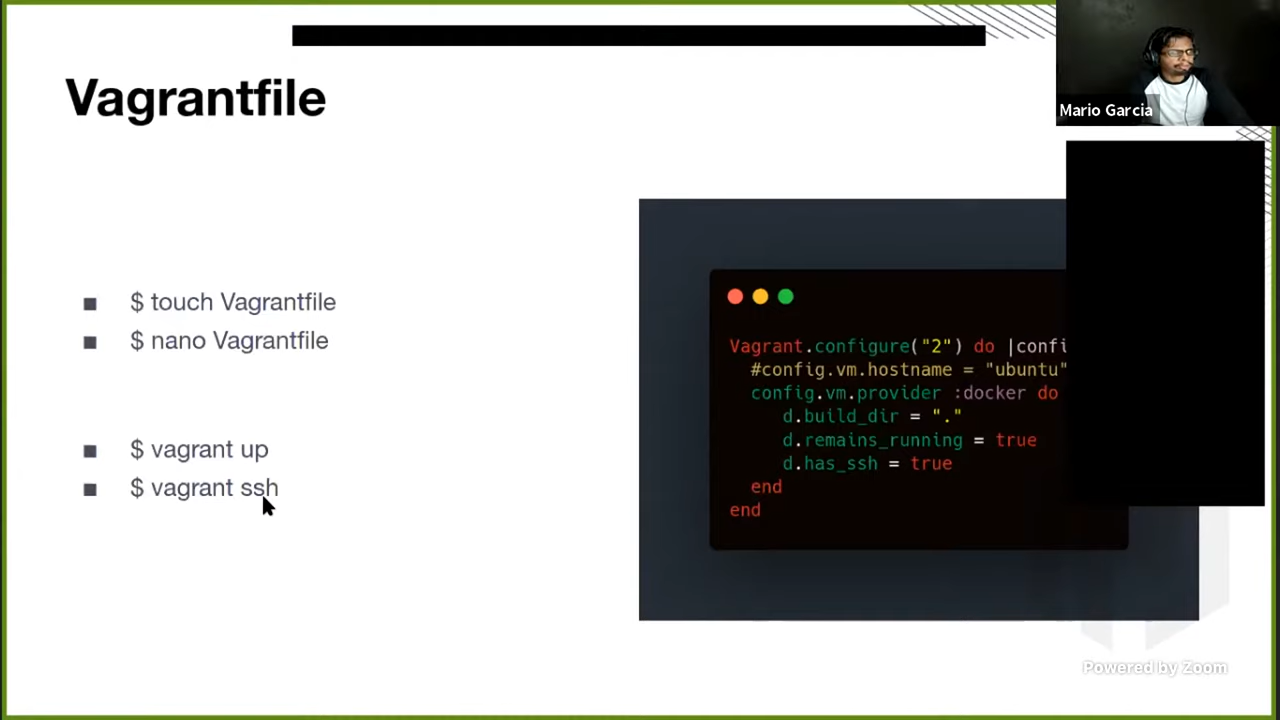 Vagrantfile
Mario Garcia
$ touch Vagrantfile
$ nano Vagrantfile
$ vagrant up
$ vagrant ssh
Vagrant.configure("2") do |confi
#config.vm.hostname = "ubuntu"
config.vm.provider :docker do
d.build_dir = "."
d.remains_running = true
d.has_ssh = true
end
end
Powered by Zoom